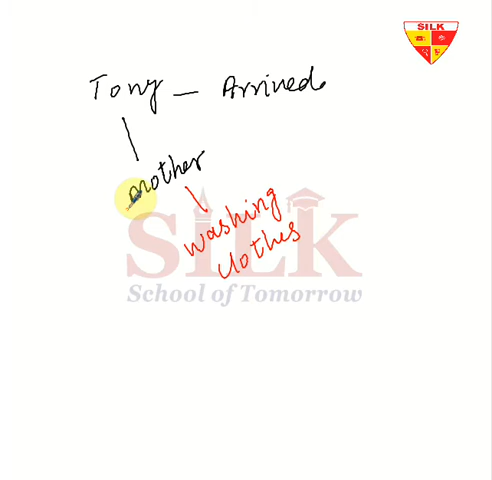 SILK
Tony - Arrived
mother
washing
clothes
SILK
School of Tomorrow